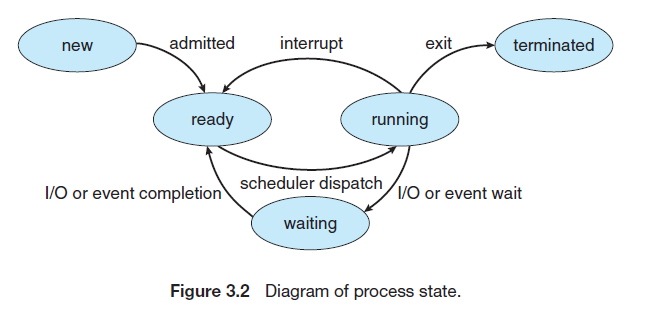 new
admitted
interrupt
exit
terminated
ready
running
I/O or event completion
scheduler dispatch
I/O or event wait
waiting
Figure 3.2 Diagram of process state.